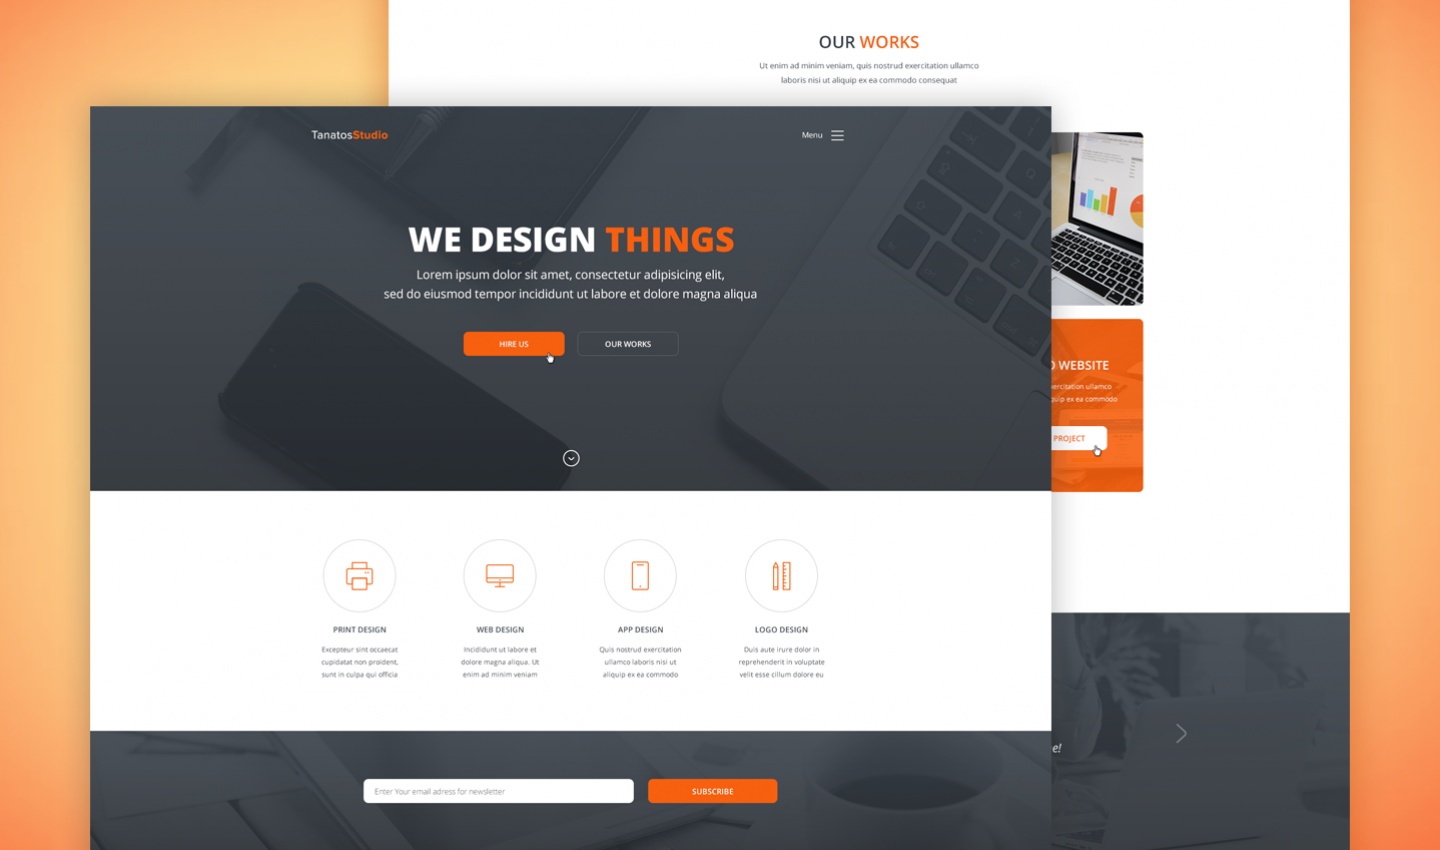 OUR WORKS
Ut enim ad minim veniam, quis nostrud exercitation ullamco
laboris nisi ut aliquip ex ea commodo consequat
TanatosStudio
Menu
WE DESIGN THINGS
Lorem ipsum dolor sit amet, consectetur adipisicing elit,
sed do eiusmod tempor incididunt ut labore et dolore magna aliqua
HIRE US
OUR WORKS
WEBSITE
ercitation ullamco
quip ex ea commodo
PROJECT
PRINT DESIGN
Excepteur sint occaecat
cupidatat non proident,
sunt in culpa qui officia
WEB DESIGN
Incididunt ut labore et
dolore magna aliqua. Ut
enim ad minim veniam
APP DESIGN
Quis nostrud exercitation
ullamco laboris nisi ut
aliquip ex ea commodo
LOGO DESIGN
Duis aute irure dolor in
reprehenderit in voluptate
velit esse cillum dolore eu
e!
Enter Your email adress for newsletter
SUBSCRIBE